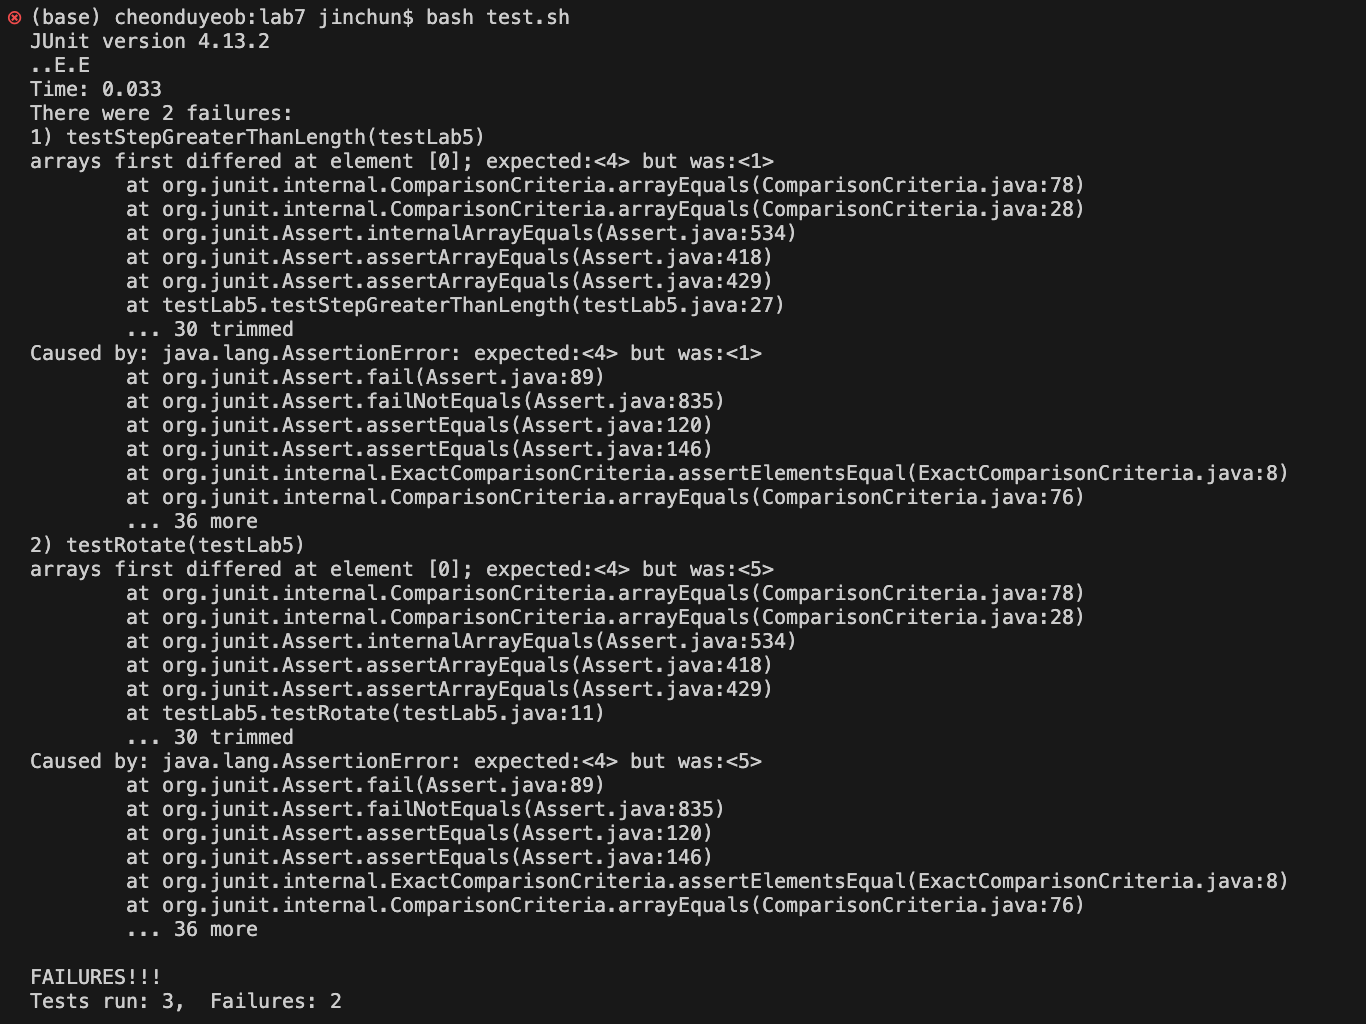 (base) cheonduyeob:lab7 jinchun$ bash test.sh
JUnit version 4.13.2
..E.E
Time: 0.033
There were 2 failures:
1) testStepGreaterThanLength(testLab5)
arrays first differed at element [0]; expected:<4> but was:<1>
        at org.junit.internal.ComparisonCriteria.arrayEquals(ComparisonCriteria.java:78)
        at org.junit.internal.ComparisonCriteria.arrayEquals(ComparisonCriteria.java:28)
        at org.junit.Assert.internalArrayEquals(Assert.java:534)
        at org.junit.Assert.assertArrayEquals(Assert.java:418)
        at org.junit.Assert.assertArrayEquals(Assert.java:429)
        at testLab5.testStepGreaterThanLength(testLab5.java:27)
        ... 30 trimmed
Caused by: java.lang.AssertionError: expected:<4> but was:<1>
        at org.junit.Assert.fail(Assert.java:89)
        at org.junit.Assert.failNotEquals(Assert.java:835)
        at org.junit.Assert.assertEquals(Assert.java:120)
        at org.junit.Assert.assertEquals(Assert.java:146)
        at org.junit.internal.ExactComparisonCriteria.assertElementsEqual(ExactComparisonCriteria.java:8)
        at org.junit.internal.ComparisonCriteria.arrayEquals(ComparisonCriteria.java:76)
        ... 36 more
2) testRotate(testLab5)
arrays first differed at element [0]; expected:<4> but was:<5>
        at org.junit.internal.ComparisonCriteria.arrayEquals(ComparisonCriteria.java:78)
        at org.junit.internal.ComparisonCriteria.arrayEquals(ComparisonCriteria.java:28)
        at org.junit.Assert.internalArrayEquals(Assert.java:534)
        at org.junit.Assert.assertArrayEquals(Assert.java:418)
        at org.junit.Assert.assertArrayEquals(Assert.java:429)
        at testLab5.testRotate(testLab5.java:11)
        ... 30 trimmed
Caused by: java.lang.AssertionError: expected:<4> but was:<5>
        at org.junit.Assert.fail(Assert.java:89)
        at org.junit.Assert.failNotEquals(Assert.java:835)
        at org.junit.Assert.assertEquals(Assert.java:120)
        at org.junit.Assert.assertEquals(Assert.java:146)
        at org.junit.internal.ExactComparisonCriteria.assertElementsEqual(ExactComparisonCriteria.java:8)
        at org.junit.internal.ComparisonCriteria.arrayEquals(ComparisonCriteria.java:76)
        ... 36 more

FAILURES!!!
Tests run: 3,  Failures: 2